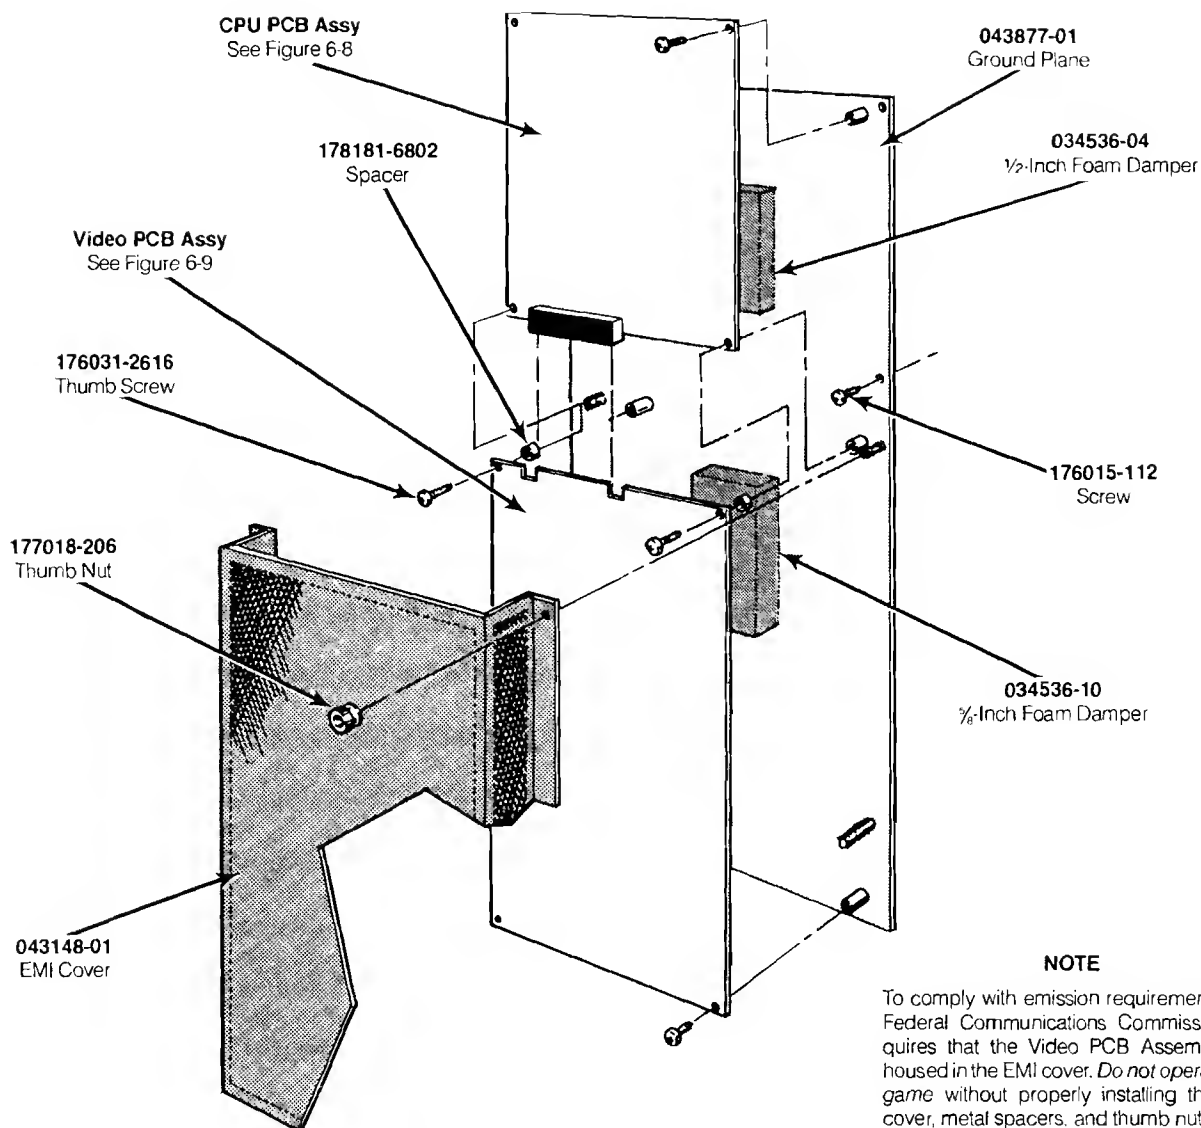 CPU PCB Assy
See Figure 6-8
043877-01
Ground Plane
034536-04
½-Inch Foam Damper
178181-6802
Spacer
Video PCB Assy
See Figure 6-9
176031-2616
Thumb Screw
176015-112
Screw
177018-206
Thumb Nut
034536-10
⅝-Inch Foam Damper
043148-01
EMI Cover
NOTE
To comply with emission requiremen
Federal Communications Commiss
quires that the Video PCB Assem
housed in the EMI cover. Do not opera
game without properly installing th
cover, metal spacers, and thumb nut